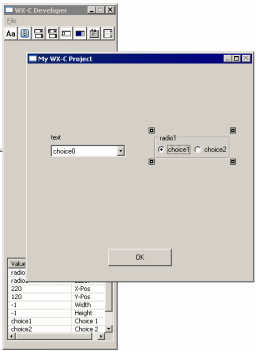 WX-C Developer
File
Aa
My WX-C Project
text
choice0
radio1
choice1 choice2
OK
Value
radio
radio1
220 X-Pos
120 Y-Pos
-1 Width
-1 Height
choice1 Choice 1
choice2 Choice 2